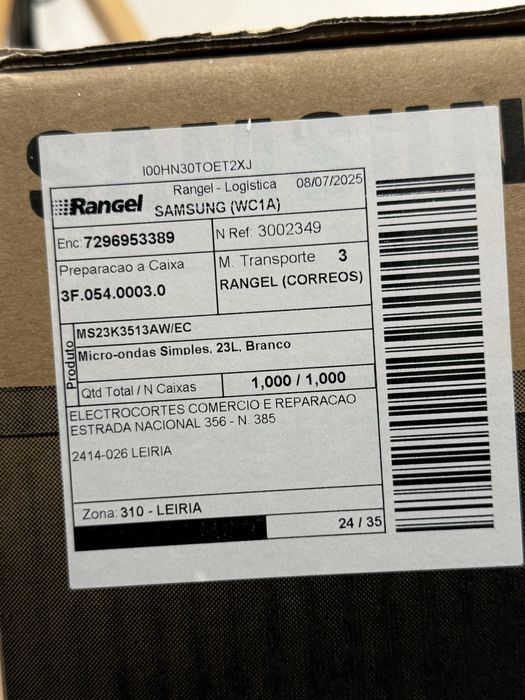 SAMSUN
I00HN30TOET2XJ
Rangel
Rangel - Logística 08/07/2025
SAMSUNG (WC1A)
Enc: 7296953389
N Ref: 3002349
Preparacao a Caixa
3F.054.0003.0
M. Transporte 3
RANGEL (CORREOS)
Produto
MS23K3513AW/EC
Micro-ondas Simples, 23L, Branco
Qtd Total / N Caixas
1,000 / 1,000
ELECTROCORTES COMERCIO E REPARACAO
ESTRADA NACIONAL 356 - N. 385
2414-026 LEIRIA
Zona: 310 - LEIRIA
24 / 35